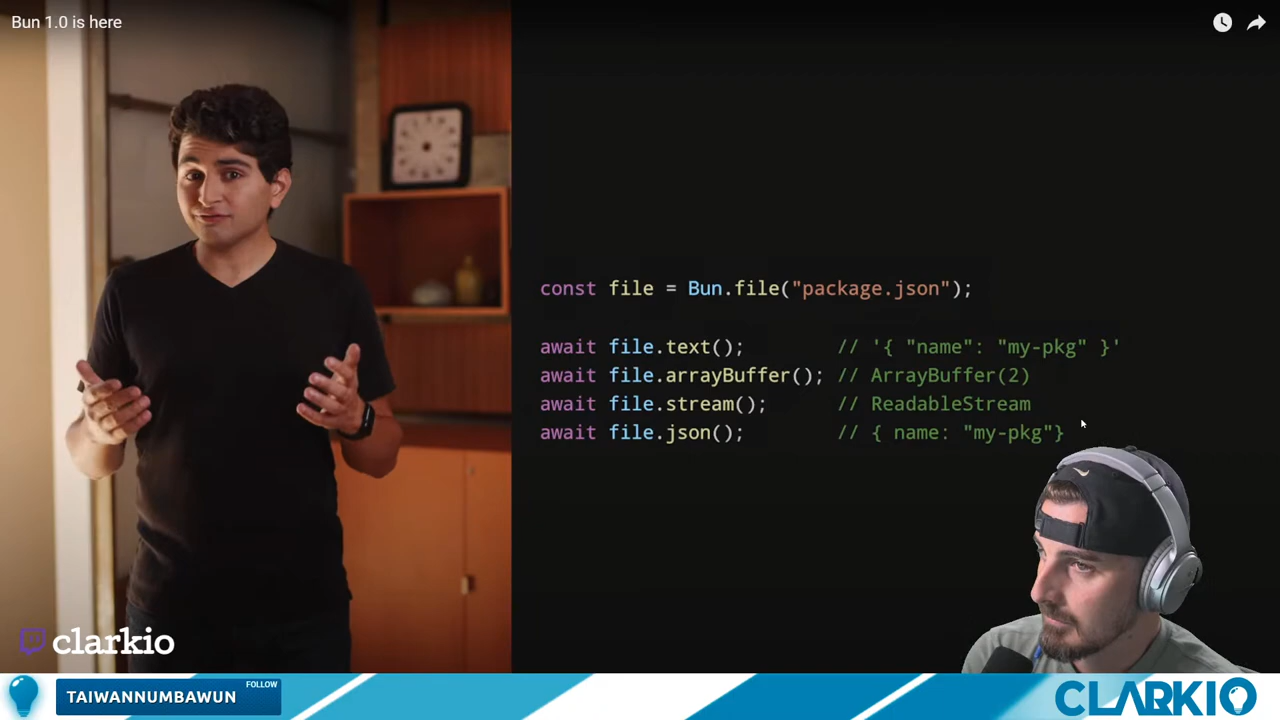 Bun 1.0 is here
const file = Bun.file("package.json");
await file.text(); // '{ "name": "my-pkg" }'
await file.arrayBuffer(); // ArrayBuffer(2)
await file.stream(); // ReadableStream
await file.json(); // { name: "my-pkg"}
clarkio
TAIWANNUMBAWUN
FOLLOW
CLARKIO